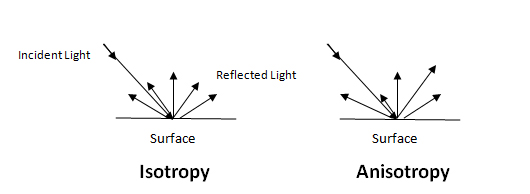 Incident Light
Reflected Light
Surface
Surface
Isotropy
Anisotropy